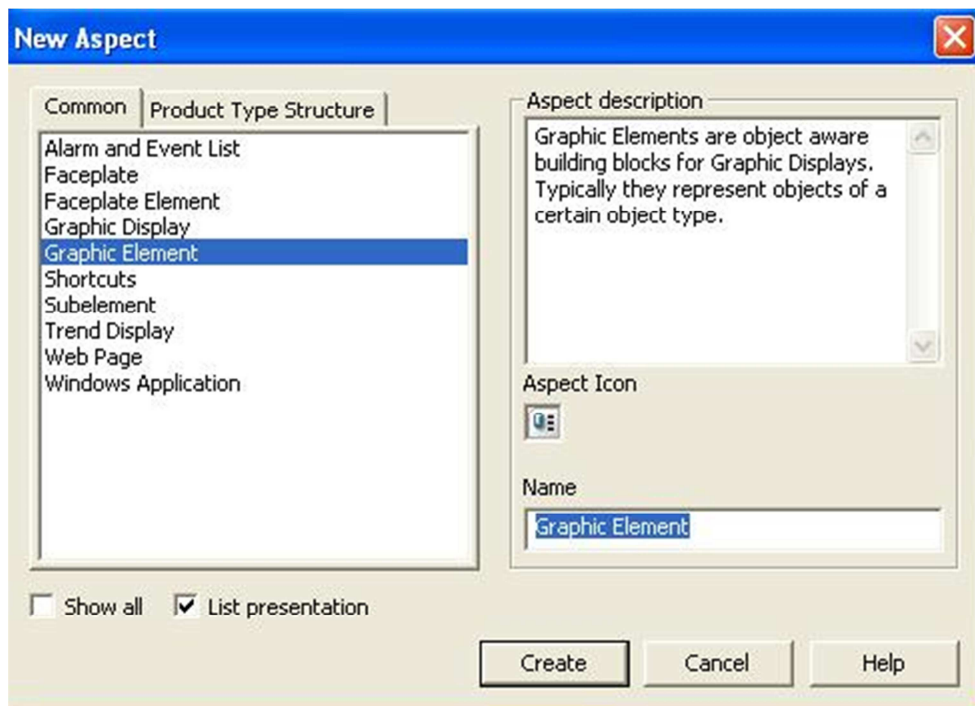 New Aspect
Common
Product Type Structure
Alarm and Event List
Faceplate
Faceplate Element
Graphic Display
Graphic Element
Shortcuts
Subelement
Trend Display
Web Page
Windows Application
Show all
List presentation
Aspect description
Graphic Elements are object aware
building blocks for Graphic Displays.
Typically they represent objects of a
certain object type.
Aspect Icon
Name
Graphic Element
Create
Cancel
Help